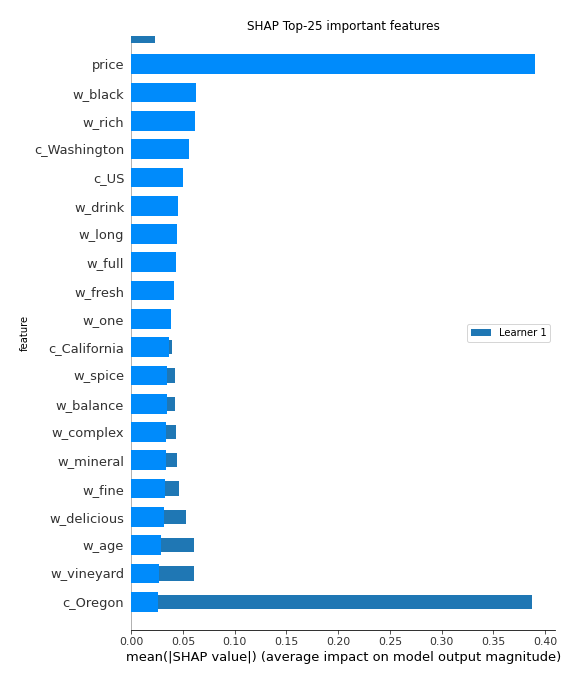 SHAP Top-25 important features
price
w_black
w_rich
c_Washington
c_US
w_drink
w_long
w_full
w_fresh
w_one
c_California
w_spice
w_balance
w_complex
w_mineral
w_fine
w_delicious
w_age
w_vineyard
c_Oregon
feature
Learner 1
0.00 0.05 0.10 0.15 0.20 0.25 0.30 0.35 0.40
mean(|SHAP value|) (average impact on model output magnitude)